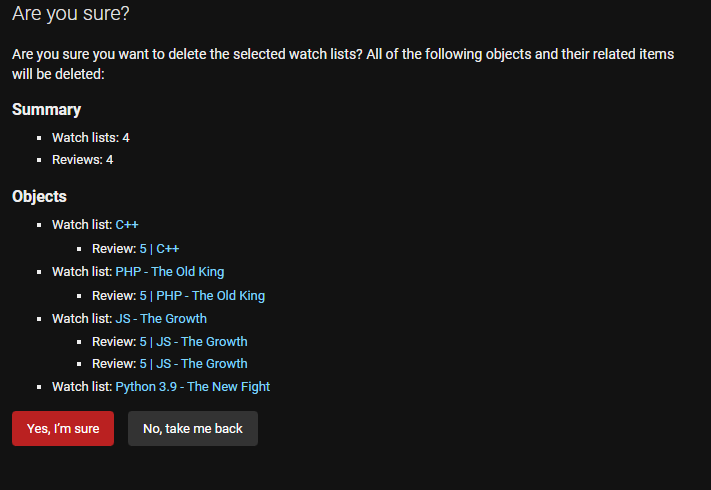 Are you sure?
Are you sure you want to delete the selected watch lists? All of the following objects and their related items
will be deleted:
Summary
Watch lists: 4
Reviews: 4
Objects
Watch list: C++
Review: 5 | C++
Watch list: PHP - The Old King
Review: 5 | PHP - The Old King
Watch list: JS - The Growth
Review: 5 | JS - The Growth
Review: 5 | JS - The Growth
Watch list: Python 3.9 - The New Fight
Yes, I'm sure
No, take me back